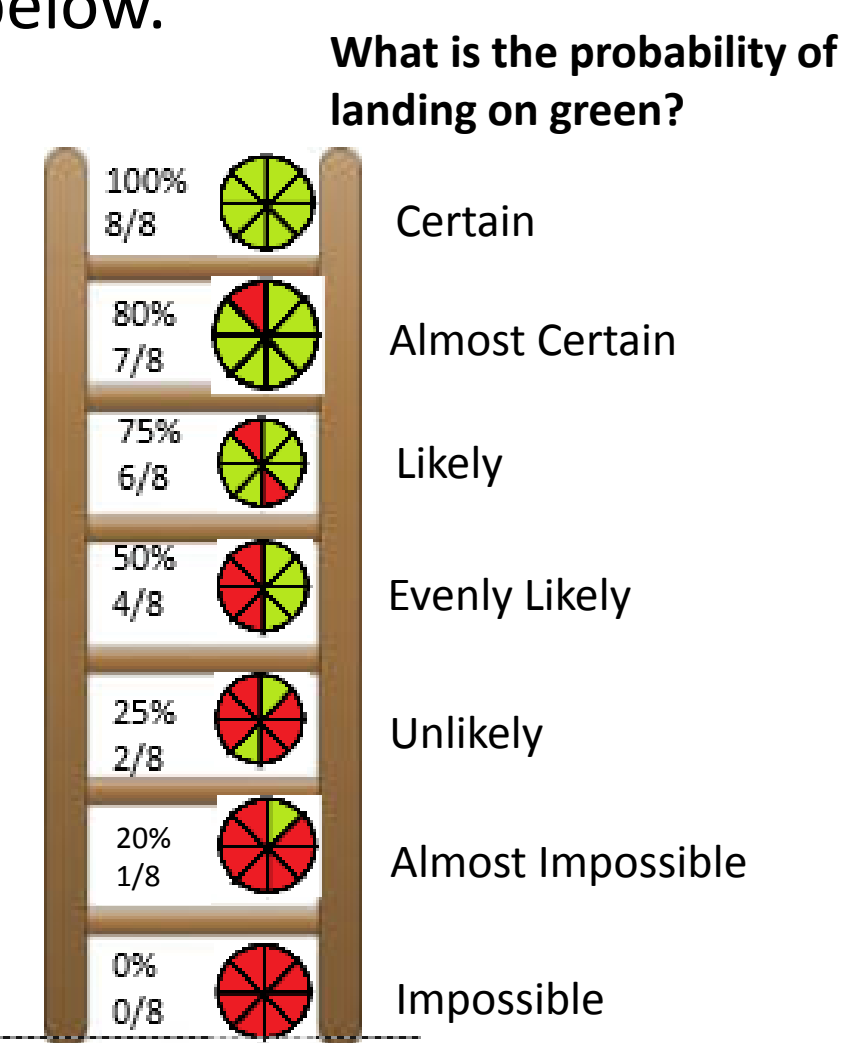 below.
What is the probability of
landing on green?
100%
8/8
Certain
80%
7/8
Almost Certain
75%
6/8
Likely
50%
4/8
Evenly Likely
25%
2/8
Unlikely
20%
1/8
Almost Impossible
0%
0/8
Impossible